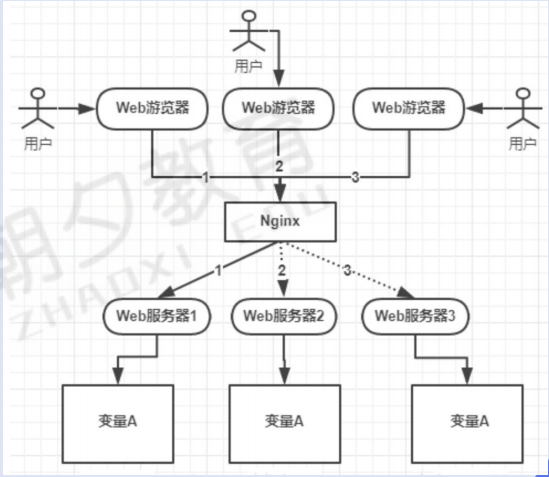 用户
用户
Web游览器
Web游览器
Web游览器
用户
1
2
3
Nginx
1
2
3
Web服务器1
Web服务器2
Web服务器3
变量A
变量A
变量A
朝夕教育
ZHAOXI EDU